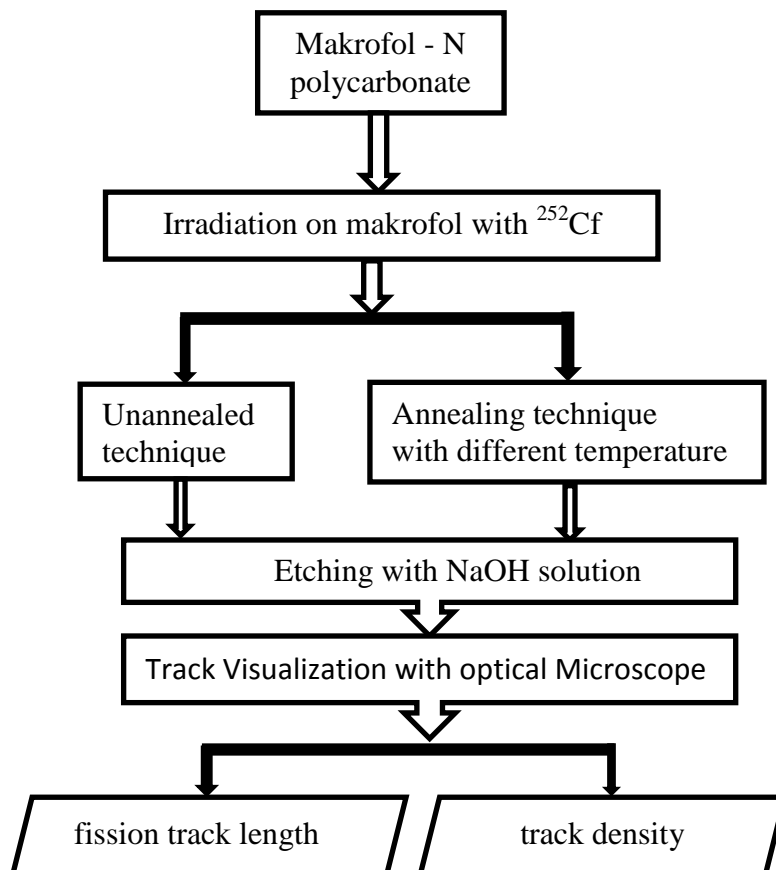 Makrofol - N
polycarbonate
Irradiation on makrofol with ²⁵²Cf
Unannealed
technique
Annealing technique
with different temperature
Etching with NaOH solution
Track Visualization with optical Microscope
fission track length
track density